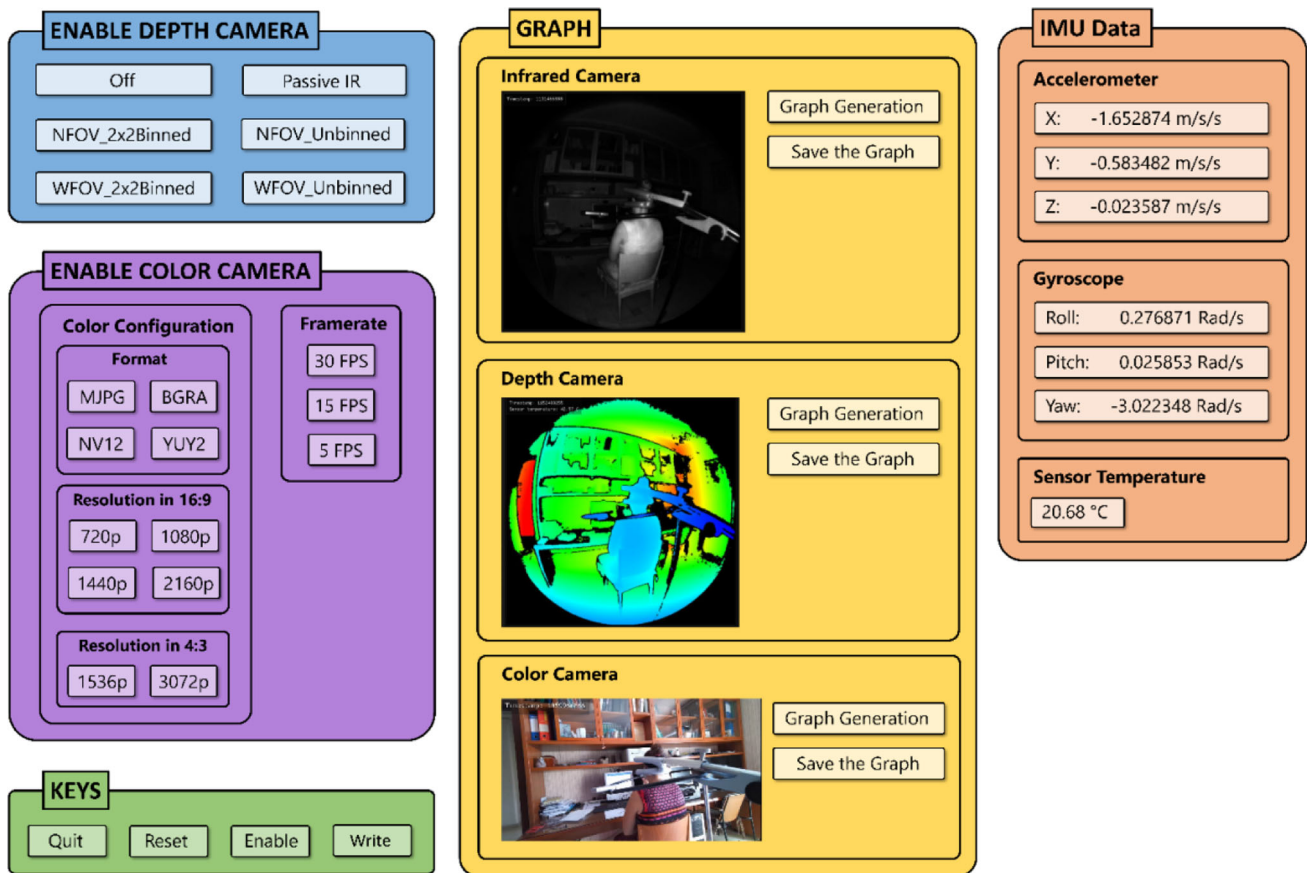 ENABLE DEPTH CAMERA
Off
Passive IR
NFOV_2x2Binned
NFOV_Unbinned
WFOV_2x2Binned
WFOV_Unbinned
ENABLE COLOR CAMERA
Color Configuration
Format
MJPG
BGRA
NV12
YUY2
Resolution in 16:9
720p
1080p
1440p
2160p
Resolution in 4:3
1536p
3072p
Framerate
30 FPS
15 FPS
5 FPS
KEYS
Quit
Reset
Enable
Write
GRAPH
Infrared Camera
Graph Generation
Save the Graph
Depth Camera
Graph Generation
Save the Graph
Color Camera
Graph Generation
Save the Graph
IMU Data
Accelerometer
X: -1.652874 m/s/s
Y: -0.583482 m/s/s
Z: -0.023587 m/s/s
Gyroscope
Roll: 0.276871 Rad/s
Pitch: 0.025853 Rad/s
Yaw: -3.022348 Rad/s
Sensor Temperature
20.68 °C